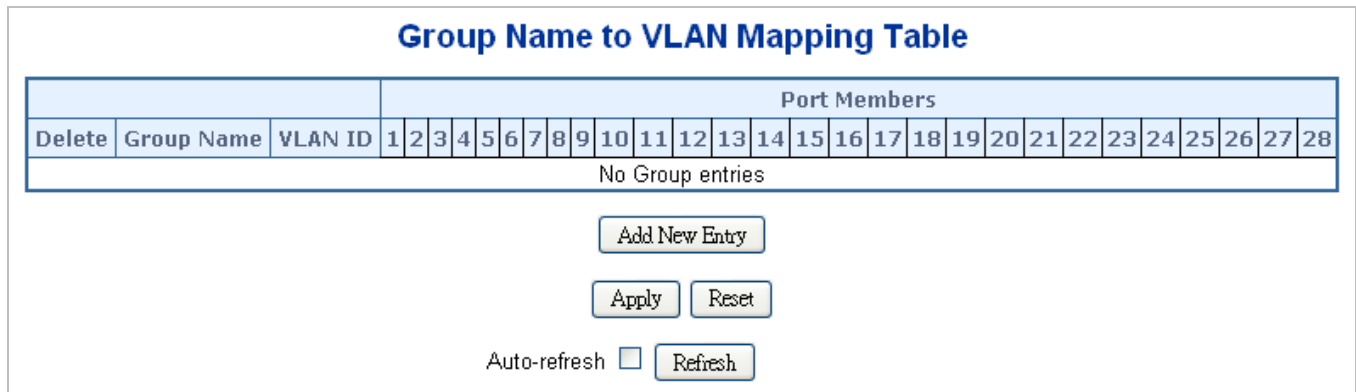 Group Name to VLAN Mapping Table
Port Members
Delete Group Name VLAN ID 1 2 3 4 5 6 7 8 9 10 11 12 13 14 15 16 17 18 19 20 21 22 23 24 25 26 27 28
No Group entries
Add New Entry
Apply Reset
Auto-refresh Refresh